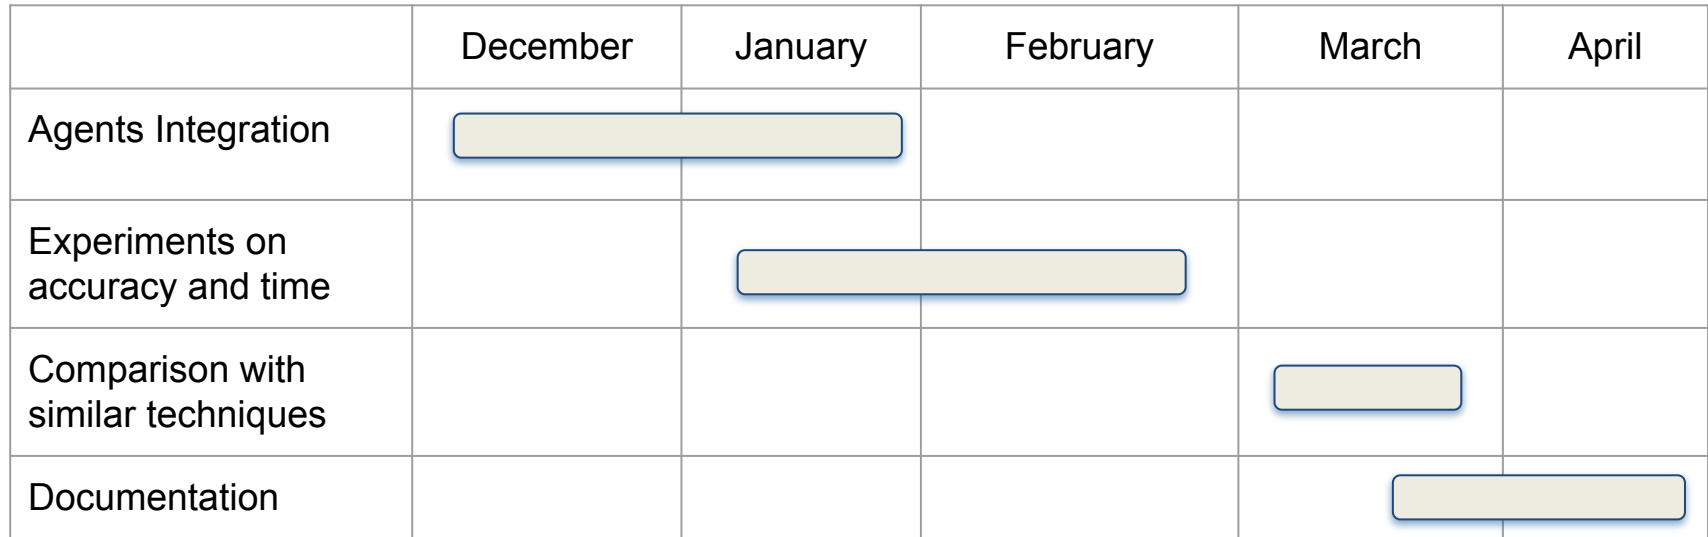 December January February March April
Agents Integration
Experiments on
accuracy and time
Comparison with
similar techniques
Documentation